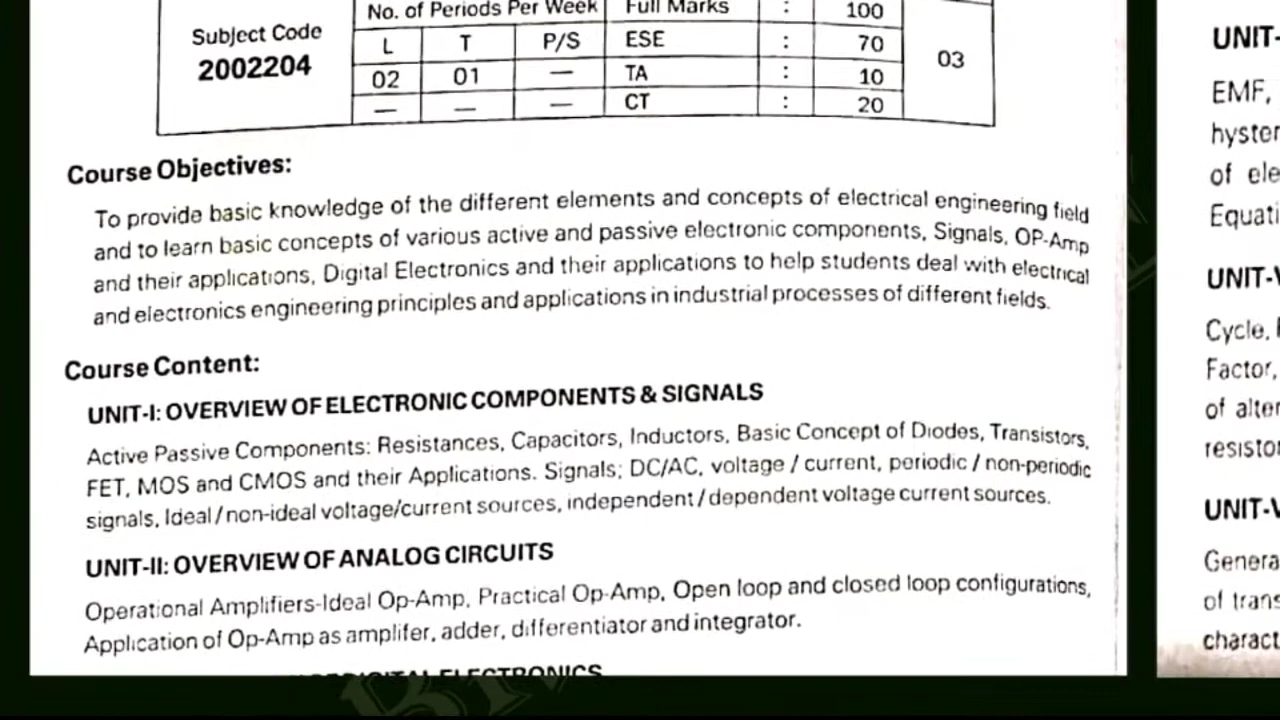 No. of Periods Per Week Full Marks : 100
Subject Code
2002204
L T P/S ESE : 70
03
02 01 — TA : 10
— — — CT : 20
Course Objectives:
To provide basic knowledge of the different elements and concepts of electrical engineering field
and to learn basic concepts of various active and passive electronic components, Signals, OP-Amp
and their applications, Digital Electronics and their applications to help students deal with electrical
and electronics engineering principles and applications in industrial processes of different fields.
Course Content:
UNIT-I: OVERVIEW OF ELECTRONIC COMPONENTS & SIGNALS
Active Passive Components: Resistances, Capacitors, Inductors, Basic Concept of Diodes, Transistors,
FET, MOS and CMOS and their Applications. Signals; DC/AC, voltage / current, periodic / non-periodic
signals, Ideal / non-ideal voltage/current sources, independent / dependent voltage current sources.
UNIT-II: OVERVIEW OF ANALOG CIRCUITS
Operational Amplifiers-Ideal Op-Amp, Practical Op-Amp, Open loop and closed loop configurations,
Application of Op-Amp as amplifer, adder, differentiator and integrator.
DIGITAL ELECTRONICS
UNIT-
EMF,
hyster
of ele
Equati
UNIT-V
Cycle,
Factor,
of alter
resisto
UNIT-V
Genera
of trans
charact